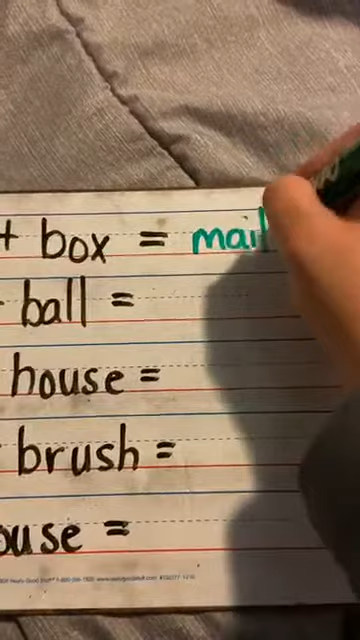 + box = mail
ball =
house =
brush =
ouse =